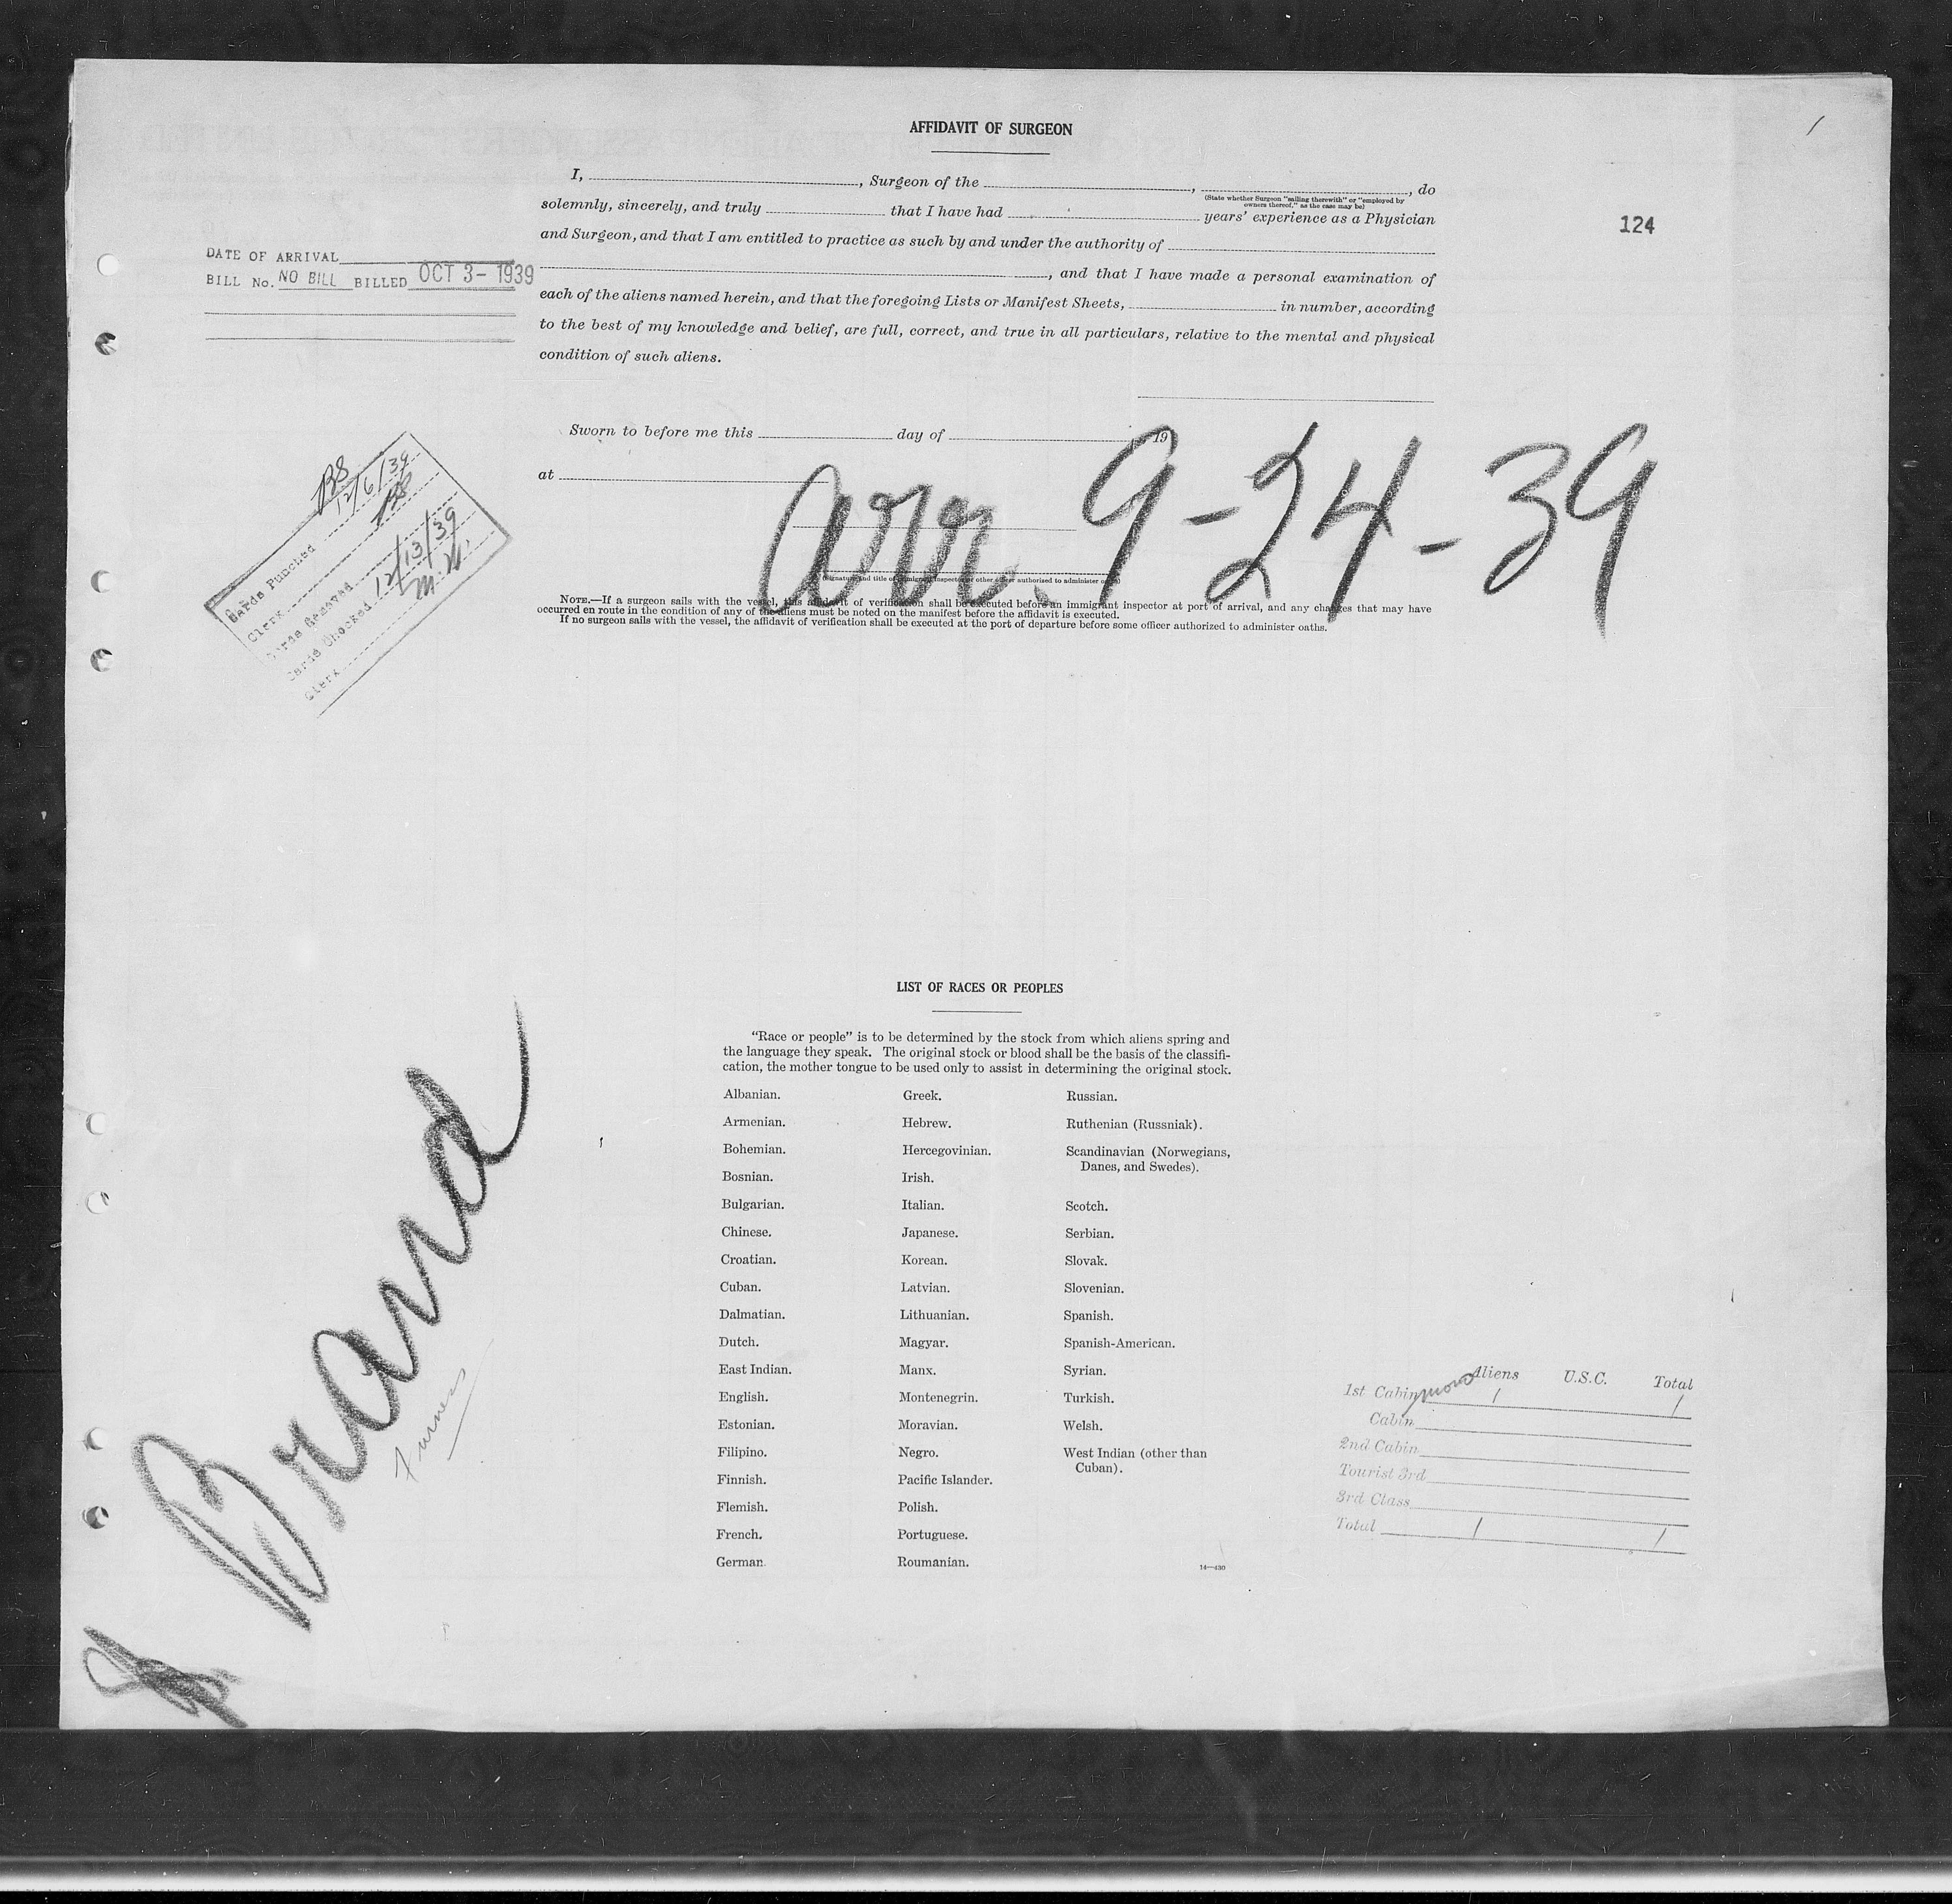 AFFIDAVIT OF SURGEON
/
I, , Surgeon of the , , do
(State whether Surgeon "sailing therewith" or "employed by
owners thereof," as the case may be)
solemnly, sincerely, and truly that I have had years' experience as a Physician
124
and Surgeon, and that I am entitled to practice as such by and under the authority of
, and that I have made a personal examination of
each of the aliens named herein, and that the foregoing Lists or Manifest Sheets, in number, according
to the best of my knowledge and belief, are full, correct, and true in all particulars, relative to the mental and physical
condition of such aliens.
DATE OF ARRIVAL
BILL No. NO BILL BILLED OCT 3- 1939
Sworn to before me this day of , 19
at
Arr. 9-24-39
(Signature and title of immigrant inspector or other officer authorized to administer oaths)
NOTE.—If a surgeon sails with the vessel, this affidavit of verification shall be executed before an immigrant inspector at port of arrival, and any changes that may have
occurred en route in the condition of any of the aliens must be noted on the manifest before the affidavit is executed.
If no surgeon sails with the vessel, the affidavit of verification shall be executed at the port of departure before some officer authorized to administer oaths.
Cards Punched 12/6/39
Clerk BS
Cards Removed
Cards Checked 12/13/39
Clerk M.W.
LIST OF RACES OR PEOPLES
"Race or people" is to be determined by the stock from which aliens spring and
the language they speak. The original stock or blood shall be the basis of the classifi-
cation, the mother tongue to be used only to assist in determining the original stock.
Albanian.
Armenian.
Bohemian.
Bosnian.
Bulgarian.
Chinese.
Croatian.
Cuban.
Dalmatian.
Dutch.
East Indian.
English.
Estonian.
Filipino.
Finnish.
Flemish.
French.
German.
Greek.
Hebrew.
Hercegovinian.
Irish.
Italian.
Japanese.
Korean.
Latvian.
Lithuanian.
Magyar.
Manx.
Montenegrin.
Moravian.
Negro.
Pacific Islander.
Polish.
Portuguese.
Roumanian.
Russian.
Ruthenian (Russniak).
Scandinavian (Norwegians,
Danes, and Swedes).
Scotch.
Serbian.
Slovak.
Slovenian.
Spanish.
Spanish-American.
Syrian.
Turkish.
Welsh.
West Indian (other than
Cuban).
14—430
Brand
Furness
Aliens U.S.C. Total
1st Cabin 1 1
Cabin
2nd Cabin
Tourist 3rd
3rd Class
Total 1 1